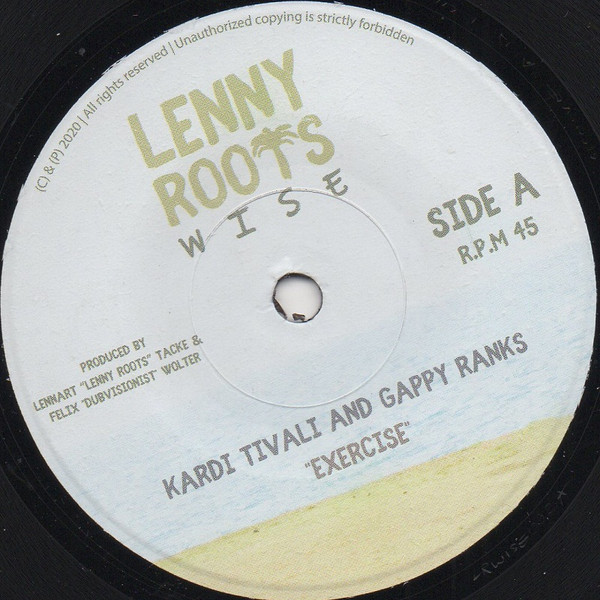 (C) & (P) 2020 | All rights reserved | Unauthorized copying is strictly forbidden
LENNY
ROOTS
WISE
SIDE A
R.P.M 45
PRODUCED BY
LENNART "LENNY ROOTS" TACKE &
FELIX "DUBVISIONIST" WOLTER
KARDI TIVALI AND GAPPY RANKS
"EXERCISE"